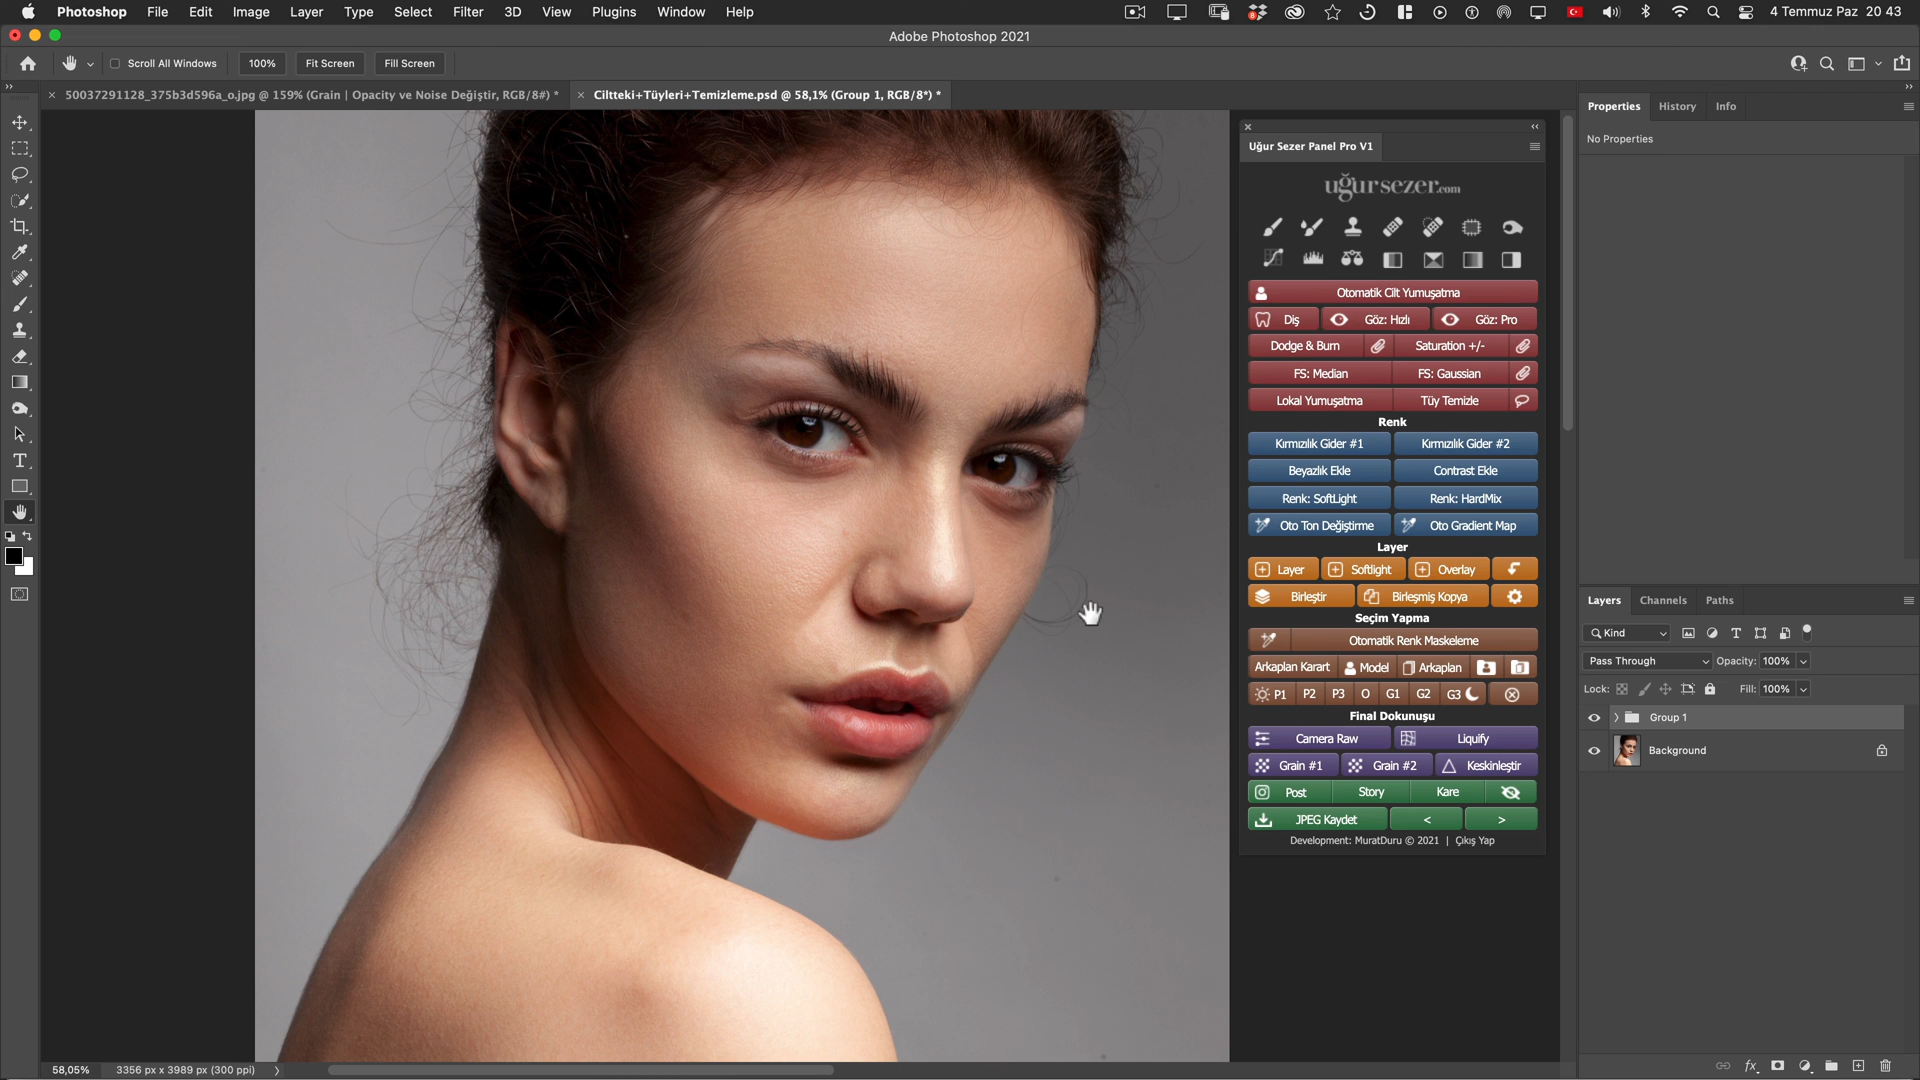 Photoshop File Edit Image Layer Type Select Filter 3D View Plugins Window Help 8 4 Temmuz Paz 20 43
Adobe Photoshop 2021
Scroll All Windows 100% Fit Screen Fill Screen
50037291128_375b3d596a_o.jpg @ 159% (Grain | Opacity ve Noise Değiştir, RGB/8#) * Ciltteki+Tüyleri+Temizleme.psd @ 58,1% (Group 1, RGB/8*) *
Uğur Sezer Panel Pro V1
uğursezer.com
Otomatik Cilt Yumuşatma
Diş Göz: Hızlı Göz: Pro
Dodge & Burn Saturation +/-
FS: Median FS: Gaussian
Lokal Yumuşatma Tüy Temizle
Renk
Kırmızılık Gider #1 Kırmızılık Gider #2
Beyazlık Ekle Contrast Ekle
Renk: SoftLight Renk: HardMix
Oto Ton Değiştirme Oto Gradient Map
Layer
Layer Softlight Overlay
Birleştir Birleşmiş Kopya
Seçim Yapma
Otomatik Renk Maskeleme
Arkaplan Karart Model Arkaplan
P1 P2 P3 O G1 G2 G3
Final Dokunuşu
Camera Raw Liquify
Grain #1 Grain #2 Keskinleştir
Post Story Kare
JPEG Kaydet < >
Development: MuratDuru © 2021 | Çıkış Yap
Properties History Info
No Properties
Layers Channels Paths
Kind
Pass Through Opacity: 100%
Lock: Fill: 100%
Group 1
Background
58,05% 3356 px x 3989 px (300 ppi)